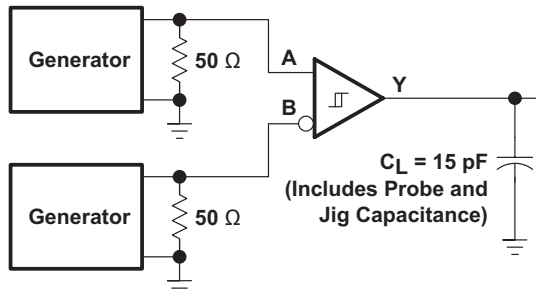 Generator
50 Ω
A
B
Y
C_L = 15 pF
(Includes Probe and
Jig Capacitance)
Generator
50 Ω